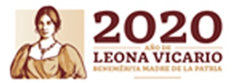 2020
AÑO DE
LEONA VICARIO
BENEMÉRITA MADRE DE LA PATRIA